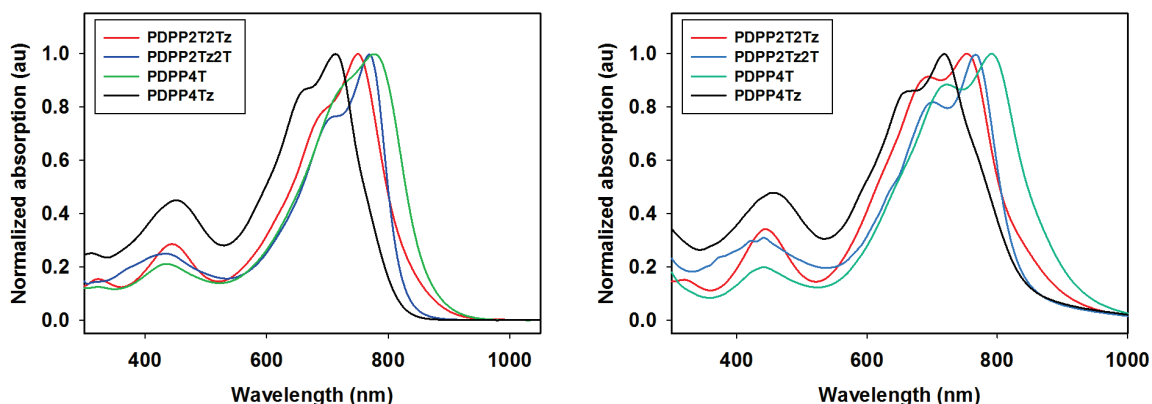 PDPP2T2Tz
PDPP2Tz2T
PDPP4T
PDPP4Tz
Normalized absorption (au)
1.0
0.8
0.6
0.4
0.2
0.0
400
600
800
1000
Wavelength (nm)
PDPP2T2Tz
PDPP2Tz2T
PDPP4T
PDPP4Tz
Normalized absorption (au)
1.0
0.8
0.6
0.4
0.2
0.0
400
600
800
1000
Wavelength (nm)